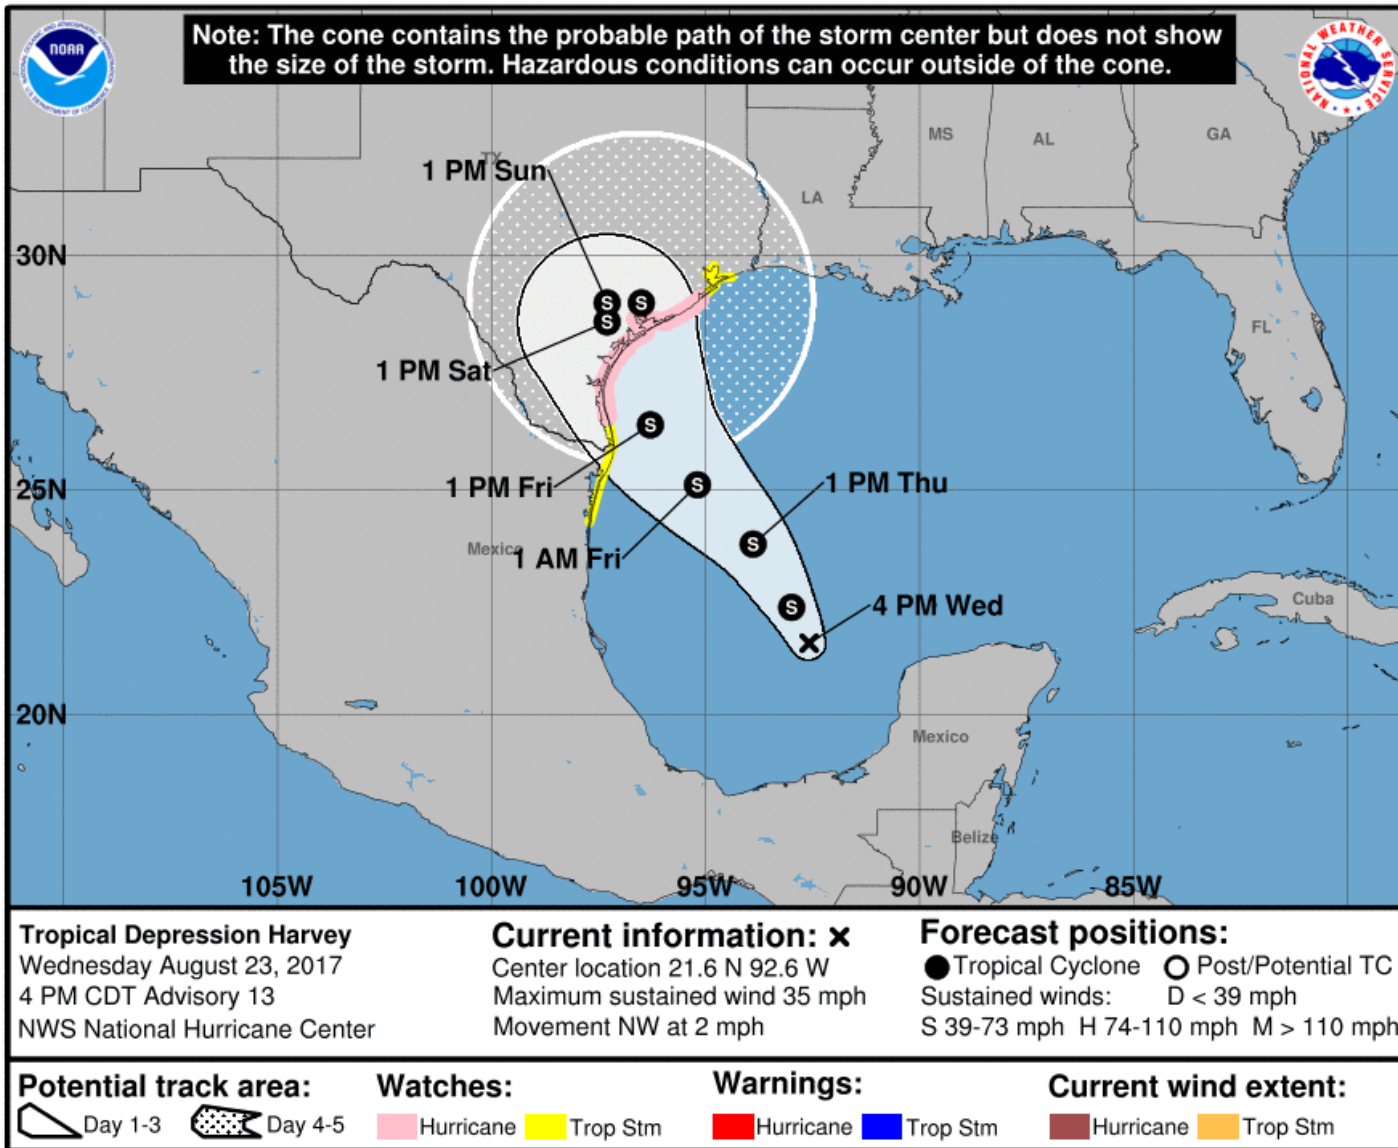 Note: The cone contains the probable path of the storm center but does not show
the size of the storm. Hazardous conditions can occur outside of the cone.
NOAA
NATIONAL WEATHER SERVICE
TX
MS
AL
GA
LA
FL
1 PM Sun
30N
S
S
S
1 PM Sat
S
1 PM Fri
S
1 PM Thu
25N
S
Mexico
1 AM Fri
S
4 PM Wed
Cuba
20N
Mexico
Belize
105W
100W
95W
90W
85W
Tropical Depression Harvey
Wednesday August 23, 2017
4 PM CDT Advisory 13
NWS National Hurricane Center
Current information: x
Center location 21.6 N 92.6 W
Maximum sustained wind 35 mph
Movement NW at 2 mph
Forecast positions:
Tropical Cyclone Post/Potential TC
Sustained winds: D < 39 mph
S 39-73 mph H 74-110 mph M > 110 mph
Potential track area:
Day 1-3 Day 4-5
Watches:
Hurricane Trop Stm
Warnings:
Hurricane Trop Stm
Current wind extent:
Hurricane Trop Stm